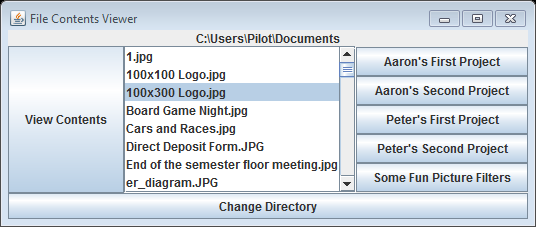 File Contents Viewer
C:\Users\Pilot\Documents
View Contents
1.jpg
100x100 Logo.jpg
100x300 Logo.jpg
Board Game Night.jpg
Cars and Races.jpg
Direct Deposit Form.JPG
End of the semester floor meeting.jpg
er_diagram.JPG
Aaron's First Project
Aaron's Second Project
Peter's First Project
Peter's Second Project
Some Fun Picture Filters
Change Directory